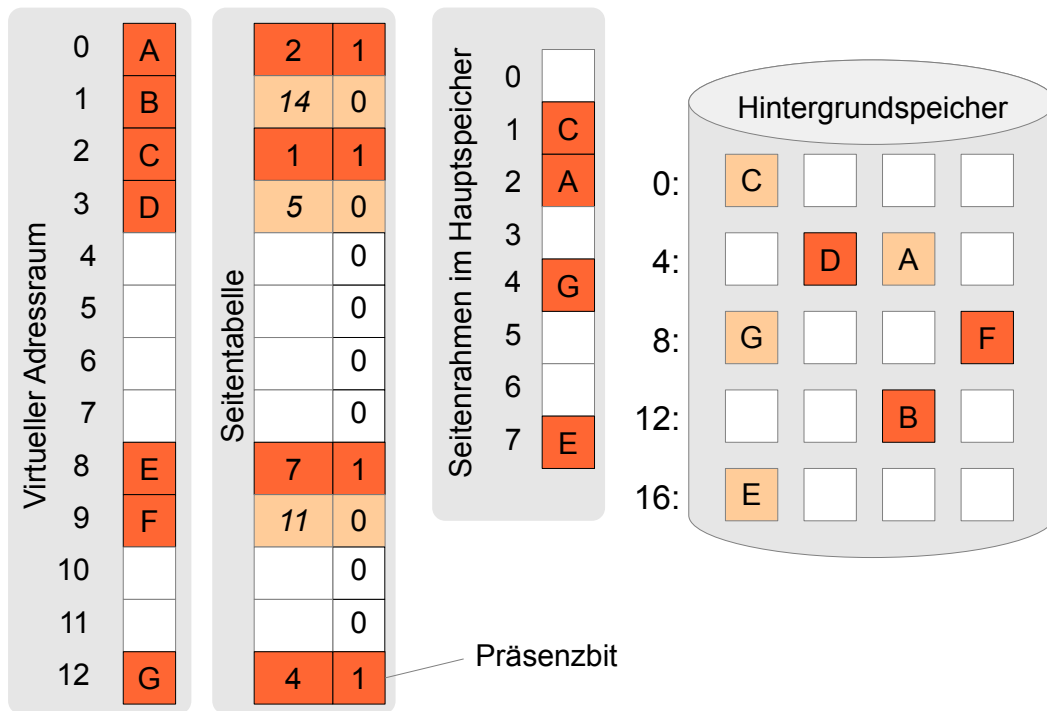 Virtueller Adressraum
0 A
1 B
2 C
3 D
4
5
6
7
8 E
9 F
10
11
12 G
Seitentabelle
2 1
14 0
1 1
5 0
0
0
0
0
7 1
11 0
0
0
4 1
Präsenzbit
Seitenrahmen im Hauptspeicher
0
1 C
2 A
3
4 G
5
6
7 E
Hintergrundspeicher
0: C
4: D A
8: G F
12: B
16: E